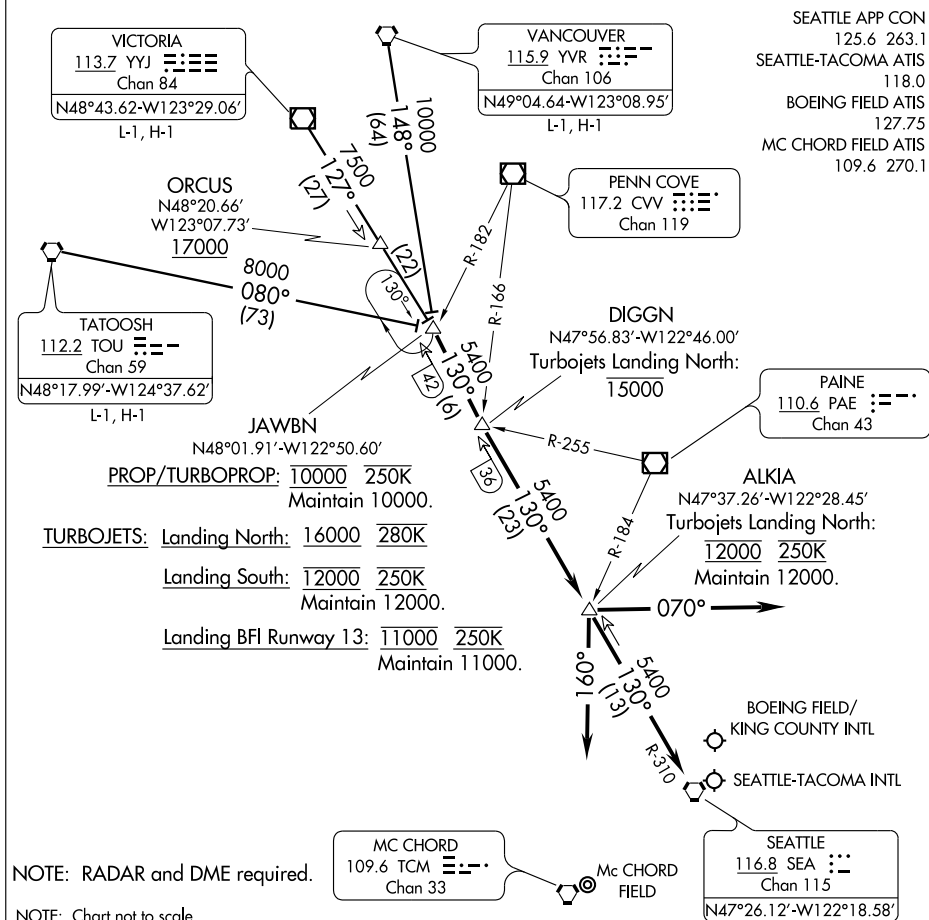 SEATTLE APP CON
125.6 263.1
SEATTLE-TACOMA ATIS
118.0
BOEING FIELD ATIS
127.75
MC CHORD FIELD ATIS
109.6 270.1
VICTORIA
113.7 YYJ
Chan 84
N48°43.62-W123°29.06'
L-1, H-1
VANCOUVER
115.9 YVR
Chan 106
N49°04.64-W123°08.95'
L-1, H-1
10000
148°
(64)
7500
127°
(27)
ORCUS
N48°20.66'
W123°07.73'
17000
(22)
PENN COVE
117.2 CVV
Chan 119
R-182
R-166
8000
080°
(73)
130°
TATOOSH
112.2 TOU
Chan 59
N48°17.99'-W124°37.62'
L-1, H-1
DIGGN
N47°56.83'-W122°46.00'
Turbojets Landing North:
15000
5400
130°
(6)
42
JAWBN
N48°01.91'-W122°50.60'
PROP/TURBOPROP: 10000 250K
Maintain 10000.
TURBOJETS: Landing North: 16000 280K
Landing South: 12000 250K
Maintain 12000.
Landing BFI Runway 13: 11000 250K
Maintain 11000.
PAINE
110.6 PAE
Chan 43
R-255
R-184
36
5400
130°
(23)
ALKIA
N47°37.26'-W122°28.45'
Turbojets Landing North:
12000 250K
Maintain 12000.
070°
160°
5400
130°
(13)
R-310
BOEING FIELD/
KING COUNTY INTL
SEATTLE-TACOMA INTL
SEATTLE
116.8 SEA
Chan 115
N47°26.12'-W122°18.58'
MC CHORD
109.6 TCM
Chan 33
Mc CHORD
FIELD
NOTE: RADAR and DME required.
NOTE: Chart not to scale